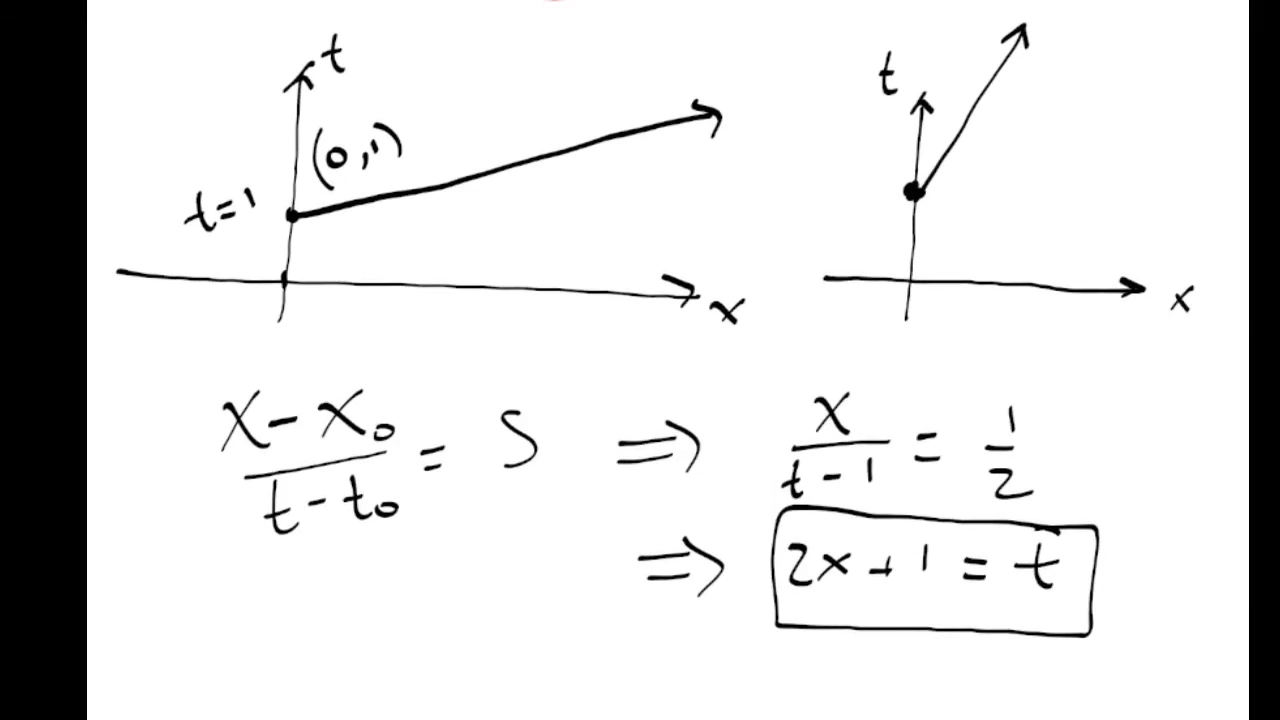 t
(0,1)
t=1
x
t
x
x - x₀ / t - t₀ = S ⇒ x / t - 1 = 1 / 2
⇒ 2x + 1 = t